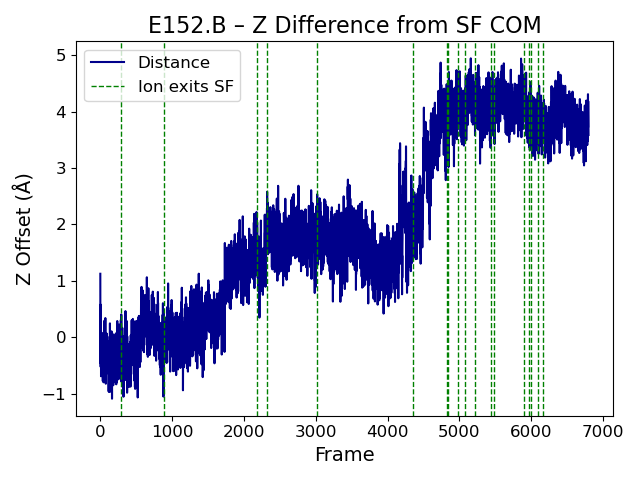 E152.B – Z Difference from SF COM
Distance
Ion exits SF
Z Offset (Å)
5
4
3
2
1
0
−1
0 1000 2000 3000 4000 5000 6000 7000
Frame